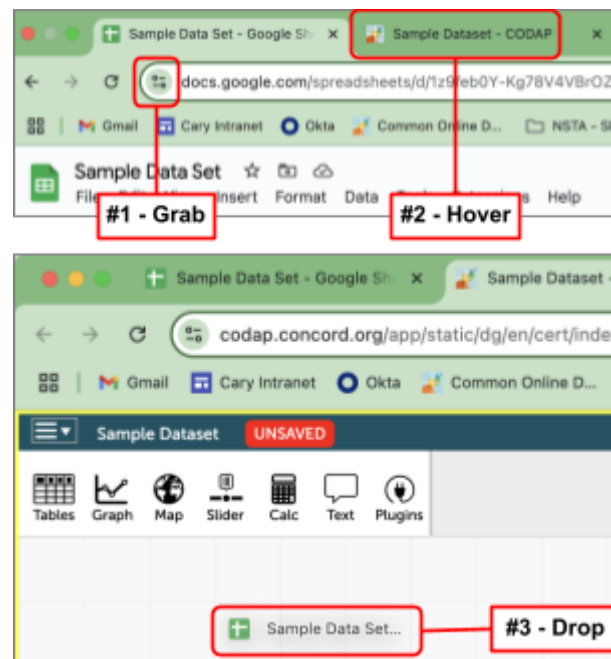 Sample Data Set - Google Sh
Sample Dataset - CODAP
docs.google.com/spreadsheets/d/1z9feb0Y-Kg78V4VBrOZ
Gmail Cary Intranet Okta Common Online D... NSTA - S
Sample Data Set
File Edit View Insert Format Data Help
#1 - Grab
#2 - Hover
Sample Data Set - Google Sh
Sample Dataset -
codap.concord.org/app/static/dg/en/cert/inde
Gmail Cary Intranet Okta Common Online D...
Sample Dataset UNSAVED
Tables Graph Map Slider Calc Text Plugins
Sample Data Set...
#3 - Drop